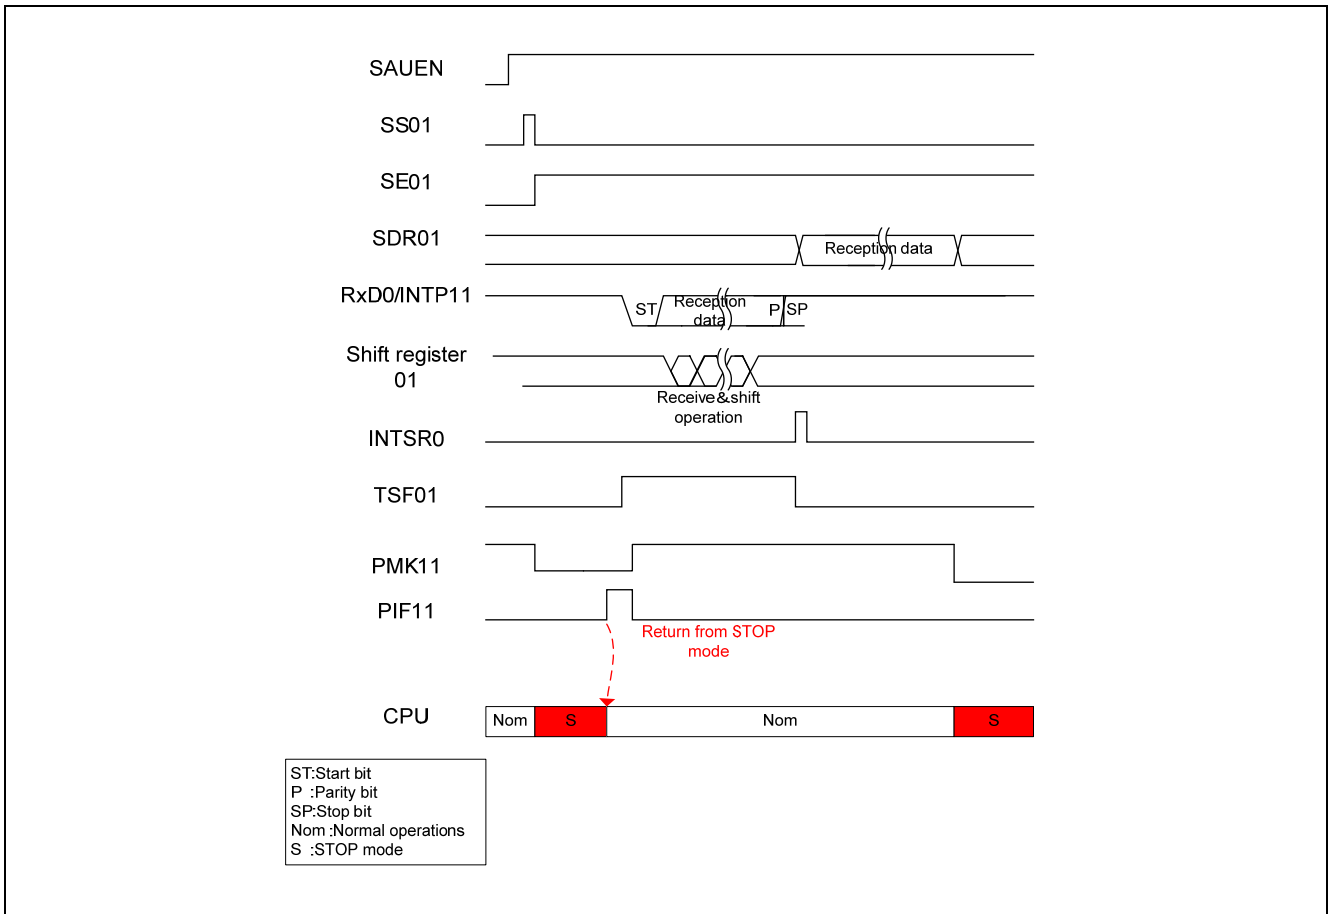 SAUEN
SS01
SE01
SDR01
Reception data
RxD0/INTP11
ST
Reception
data
P
SP
Shift register
01
Receive&shift
operation
INTSR0
TSF01
PMK11
PIF11
Return from STOP
mode
CPU
Nom
S
Nom
S
ST:Start bit
P :Parity bit
SP:Stop bit
Nom :Normal operations
S :STOP mode